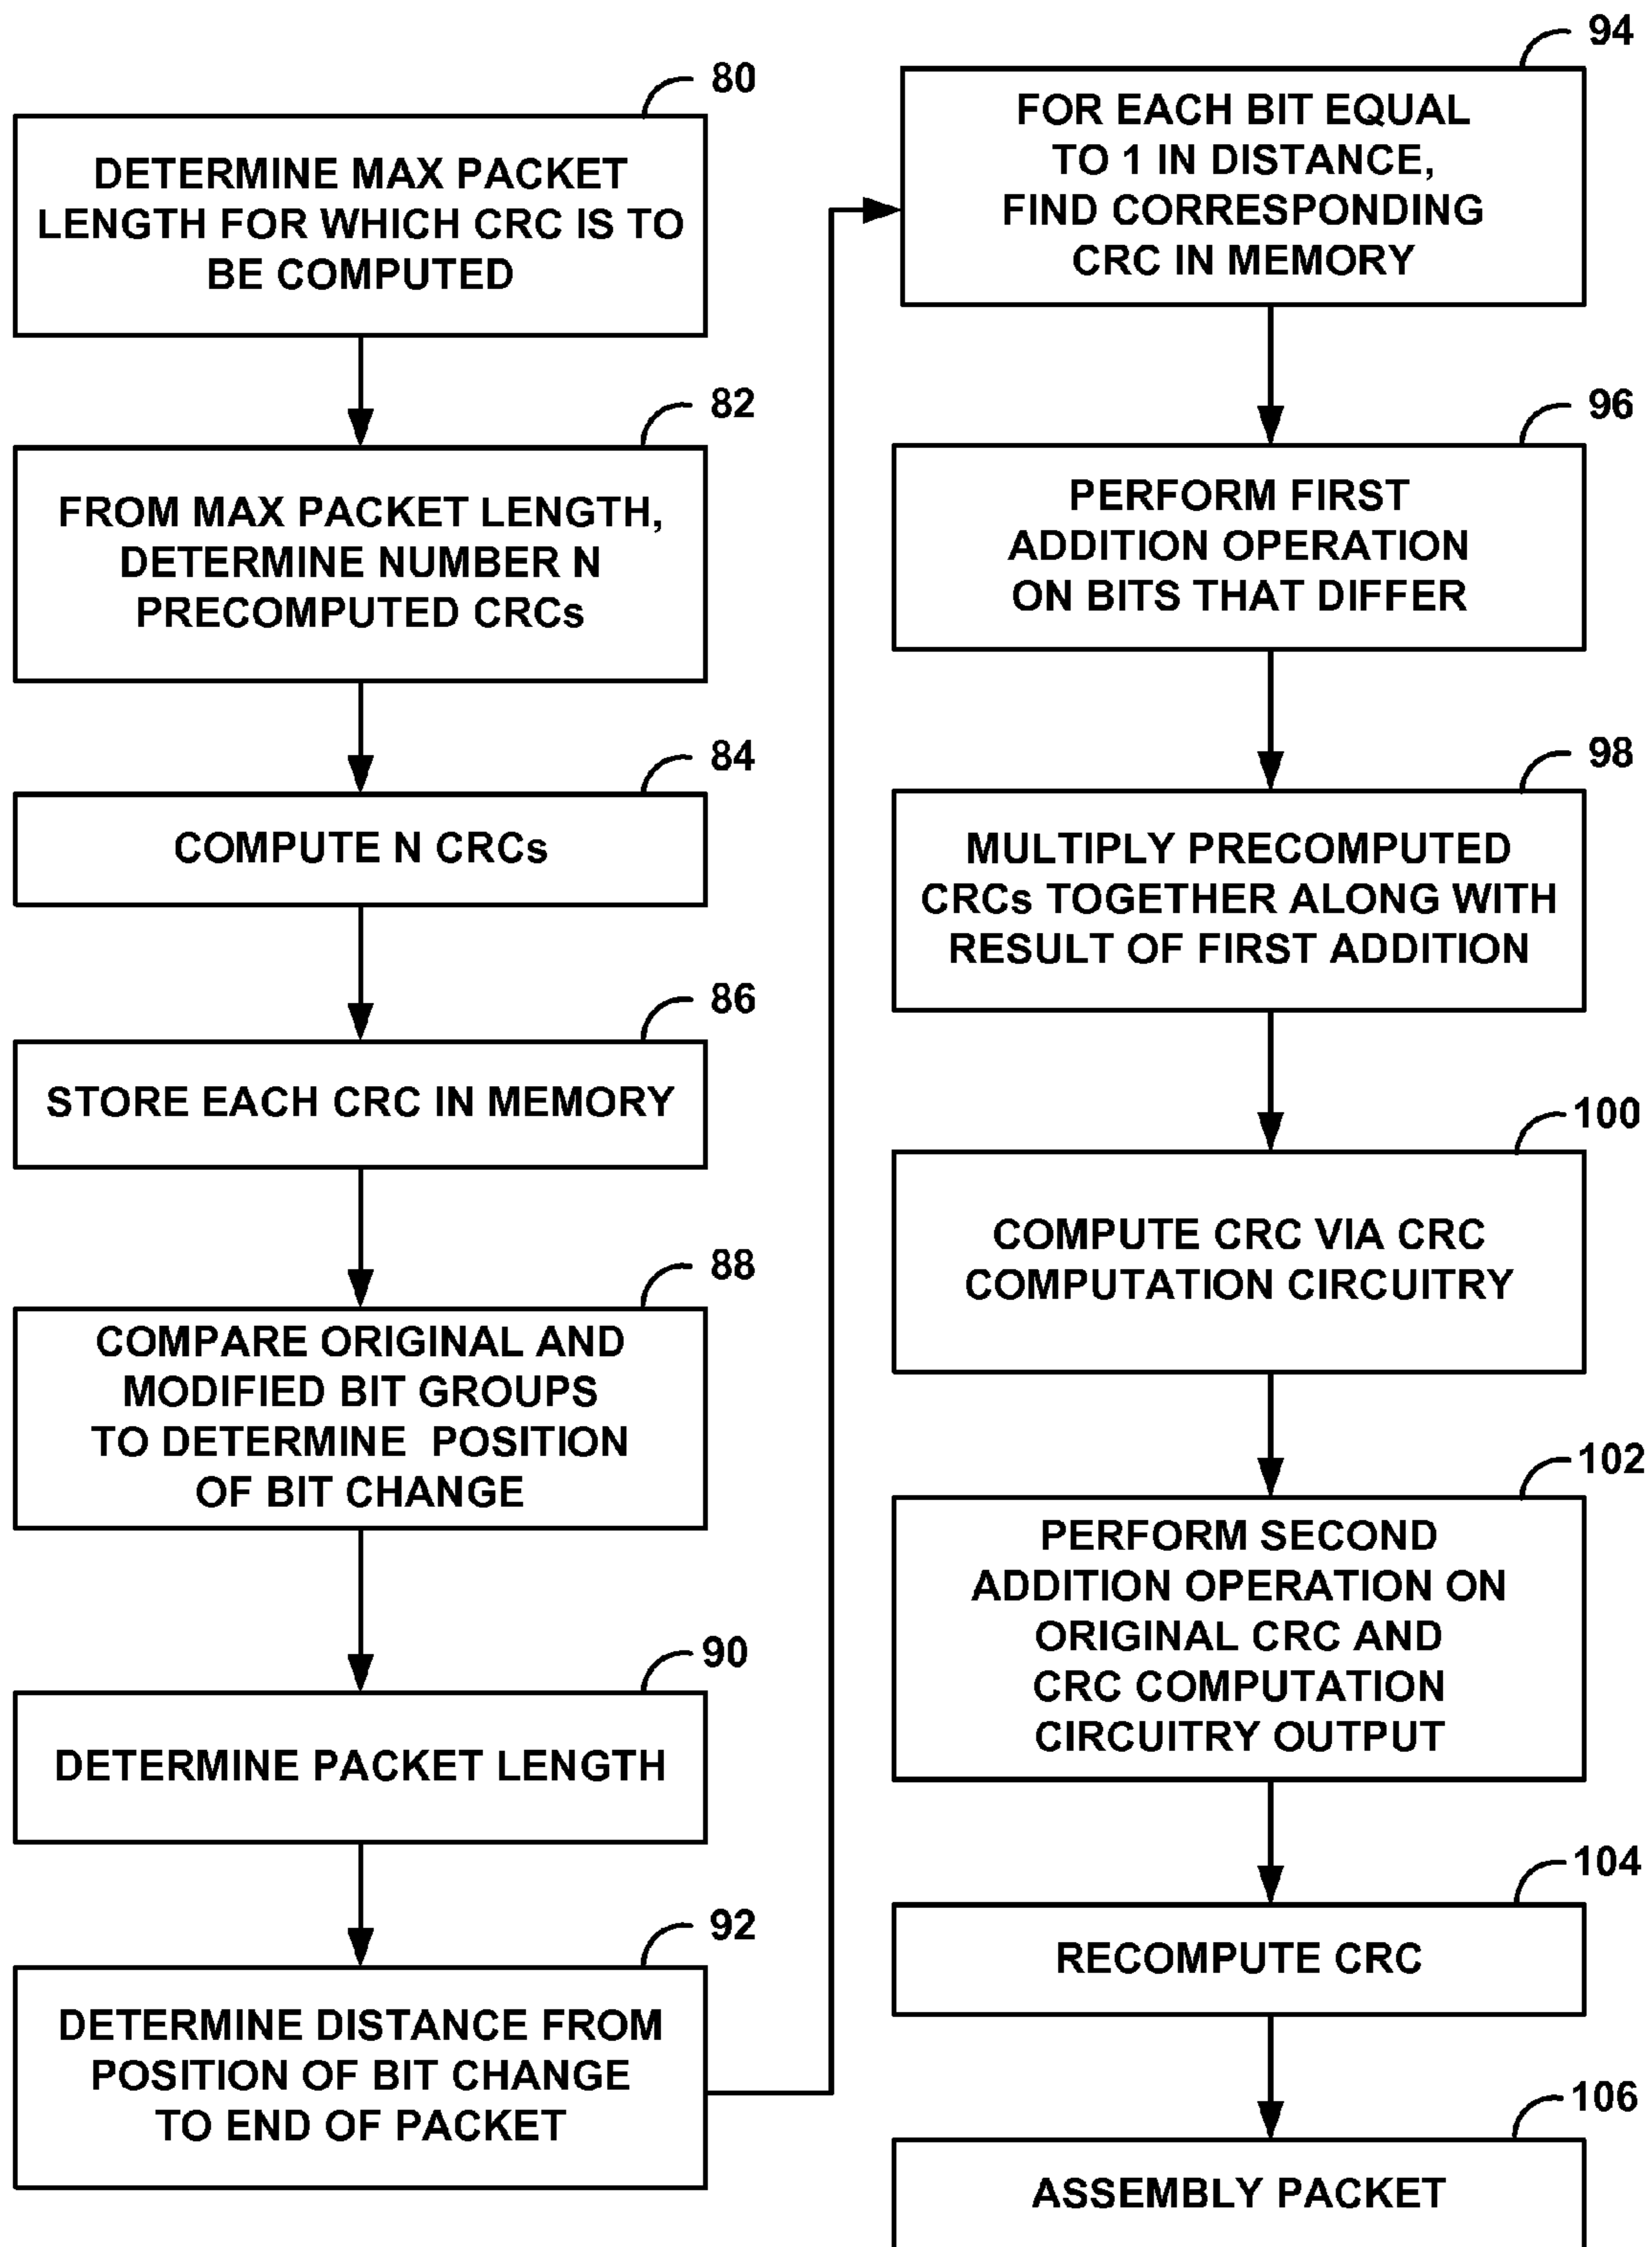 80
DETERMINE MAX PACKET
LENGTH FOR WHICH CRC IS TO
BE COMPUTED
82
FROM MAX PACKET LENGTH,
DETERMINE NUMBER N
PRECOMPUTED CRCs
84
COMPUTE N CRCs
86
STORE EACH CRC IN MEMORY
88
COMPARE ORIGINAL AND
MODIFIED BIT GROUPS
TO DETERMINE POSITION
OF BIT CHANGE
90
DETERMINE PACKET LENGTH
92
DETERMINE DISTANCE FROM
POSITION OF BIT CHANGE
TO END OF PACKET
94
FOR EACH BIT EQUAL
TO 1 IN DISTANCE,
FIND CORRESPONDING
CRC IN MEMORY
96
PERFORM FIRST
ADDITION OPERATION
ON BITS THAT DIFFER
98
MULTIPLY PRECOMPUTED
CRCs TOGETHER ALONG WITH
RESULT OF FIRST ADDITION
100
COMPUTE CRC VIA CRC
COMPUTATION CIRCUITRY
102
PERFORM SECOND
ADDITION OPERATION ON
ORIGINAL CRC AND
CRC COMPUTATION
CIRCUITRY OUTPUT
104
RECOMPUTE CRC
106
ASSEMBLY PACKET